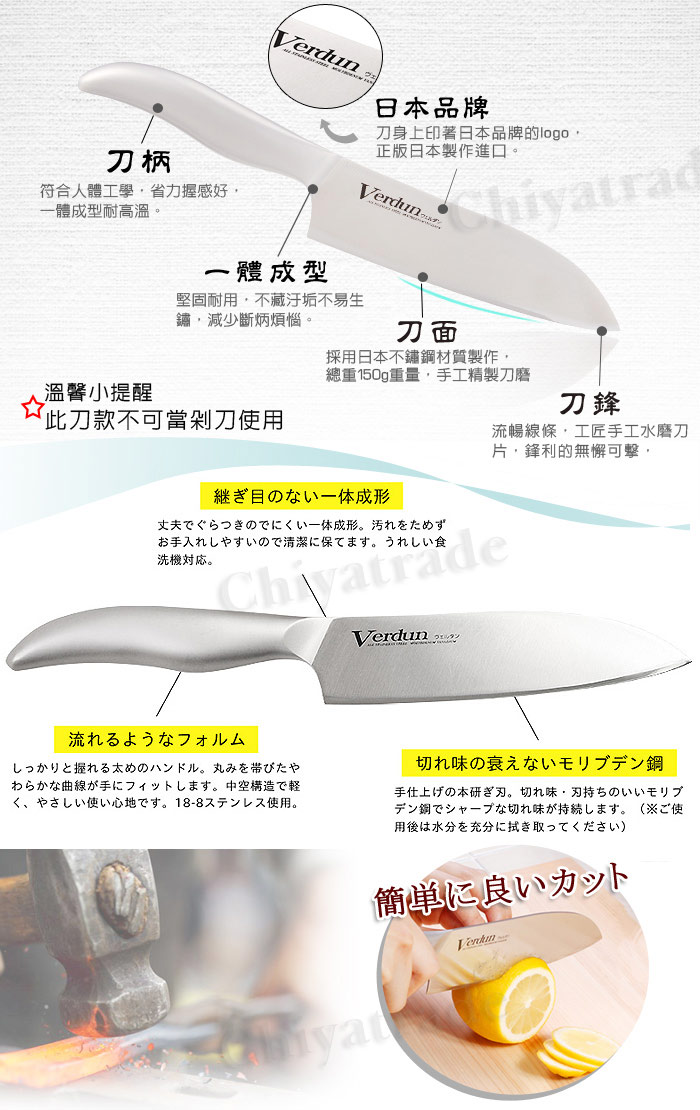 Verdun
ALL STAINLESS STEEL
日本品牌
刀身上印著日本品牌的logo，
正版日本製作進口。
刀柄
符合人體工學，省力握感好，
一體成型耐高溫。
Verdun ヴェルダン
Chiyatrad
一體成型
堅固耐用，不藏汙垢不易生
鏽，減少斷炳煩惱。
刀面
採用日本不鏽鋼材質製作，
總重150g重量，手工精製刀磨
刀鋒
流暢線條，工匠手工水磨刀
片，鋒利的無懈可擊，
溫馨小提醒
此刀款不可當剁刀使用
継ぎ目のない一体成形
丈夫でぐらつきのでにくい一体成形。汚れをためず
お手入れしやすいので清潔に保てます。うれしい食
洗機対応。
Chiyatrade
Verdun ヴェルダン
流れるようなフォルム
しっかりと握れる太めのハンドル。丸みを帯びたや
わらかな曲線が手にフィットします。中空構造で軽
く、やさしい使い心地です。18-8ステンレス使用。
切れ味の衰えないモリブデン鋼
手仕上げの本研ぎ刃。切れ味・刃持ちのいいモリブ
デン鋼でシャープな切れ味が持続します。（※ご使
用後は水分を充分に拭き取ってください）
簡単に良いカット
Verdun
Chiyat